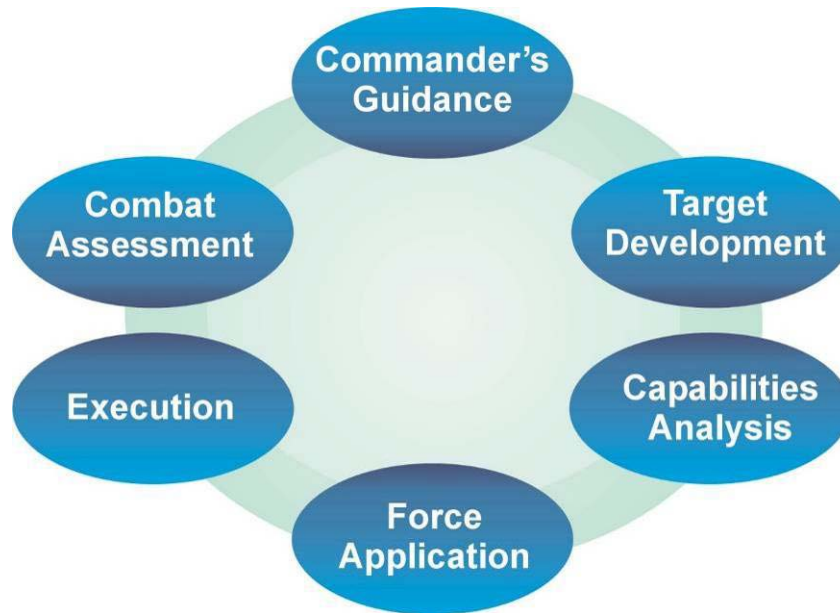 Commander’s
Guidance
Target
Development
Capabilities
Analysis
Force
Application
Execution
Combat
Assessment